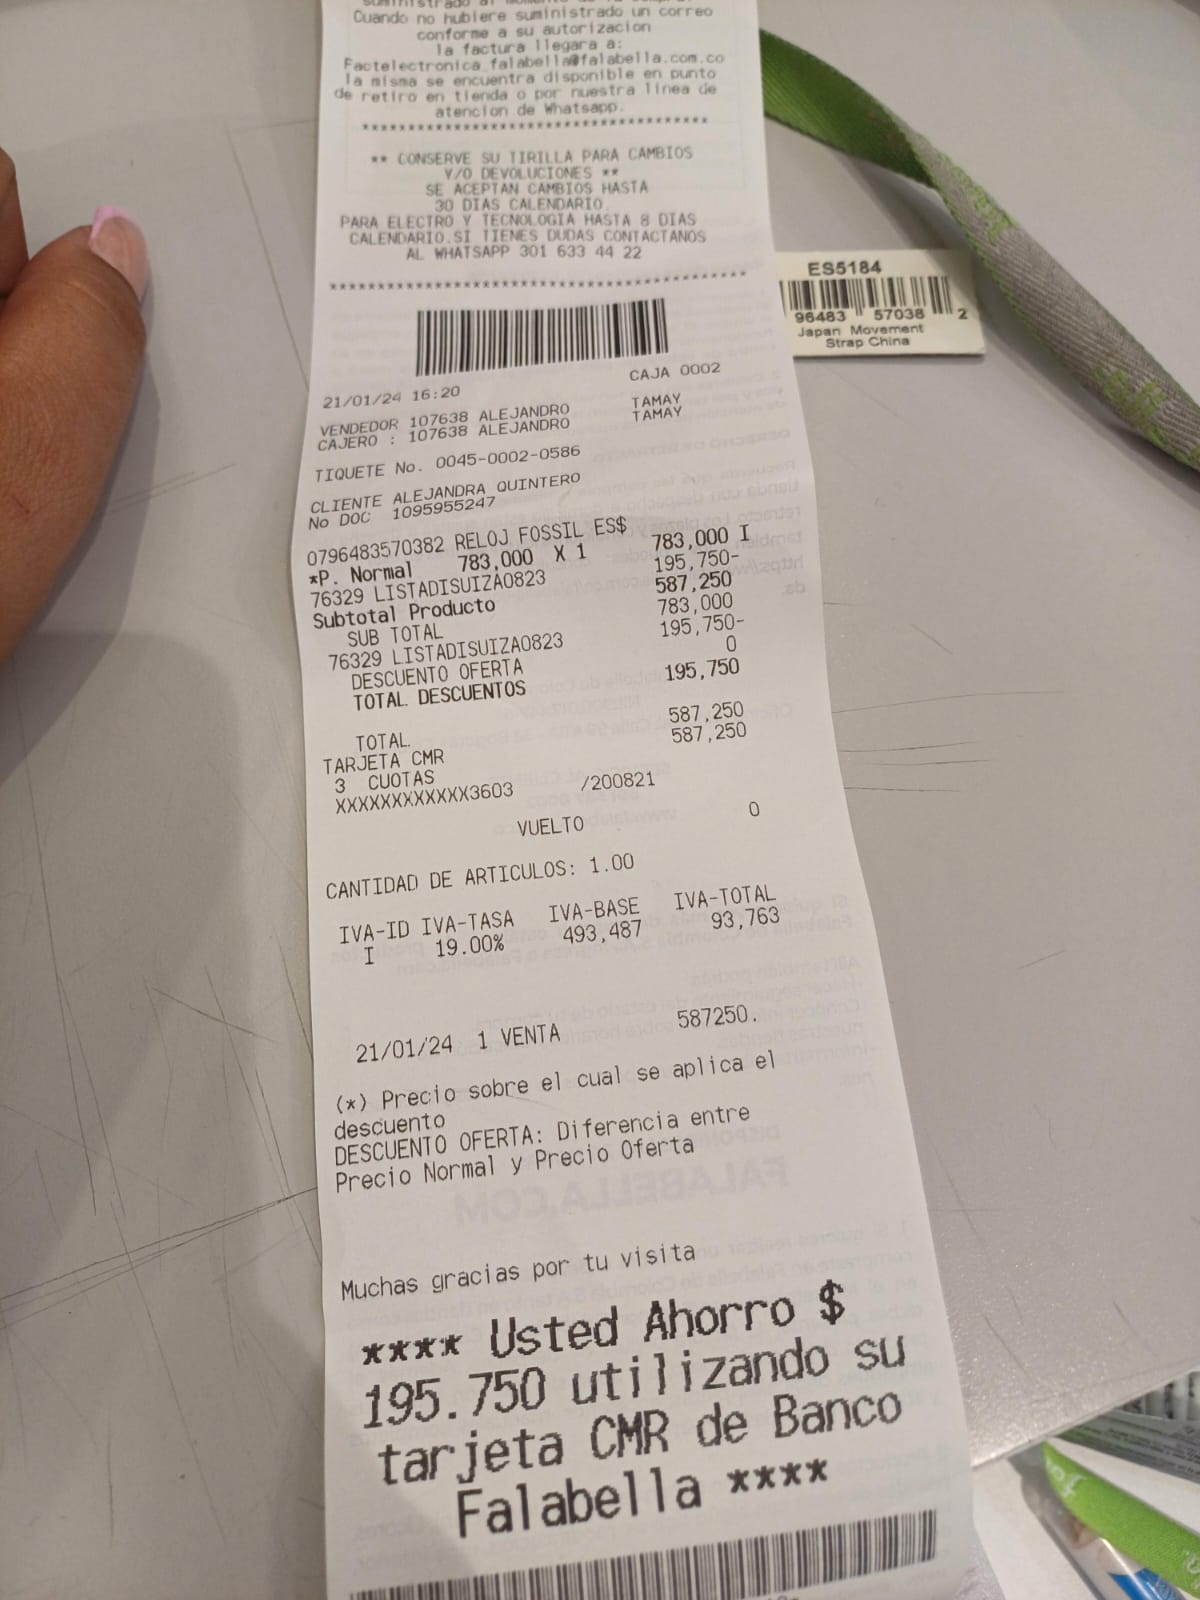 Cuando no hubiere suministrado un correo
conforme a su autorizacion
la factura llegara a:
Factelectronica_falabella@falabella.com.co
la misma se encuentra disponible en punto
de retiro en tienda o por nuestra linea de
atencion de Whatsapp.
****************************************
** CONSERVE SU TIRILLA PARA CAMBIOS
Y/O DEVOLUCIONES **
SE ACEPTAN CAMBIOS HASTA
30 DIAS CALENDARIO.
PARA ELECTRO Y TECNOLOGIA HASTA 8 DIAS
CALENDARIO.SI TIENES DUDAS CONTACTANOS
AL WHATSAPP 301 633 44 22
****************************************
ES5184
96483 57038 2
Japan Movement
Strap China
21/01/24 16:20 CAJA 0002
VENDEDOR 107638 ALEJANDRO TAMAY
CAJERO : 107638 ALEJANDRO TAMAY
TIQUETE No. 0045-0002-0586
CLIENTE ALEJANDRA QUINTERO
No DOC 1095955247
0796483570382 RELOJ FOSSIL ES$
*P. Normal 783,000 X 1 783,000 I
76329 LISTADISUIZA0823 195,750-
Subtotal Producto 587,250
SUB TOTAL 783,000
76329 LISTADISUIZA0823 195,750-
DESCUENTO OFERTA 0
TOTAL DESCUENTOS 195,750
TOTAL 587,250
TARJETA CMR 587,250
3 CUOTAS
XXXXXXXXXXXX3603 /200821
VUELTO 0
CANTIDAD DE ARTICULOS: 1.00
IVA-ID IVA-TASA IVA-BASE IVA-TOTAL
I 19.00% 493,487 93,763
21/01/24 1 VENTA 587250.
(*) Precio sobre el cual se aplica el
descuento
DESCUENTO OFERTA: Diferencia entre
Precio Normal y Precio Oferta
Muchas gracias por tu visita
**** Usted Ahorro $
195.750 utilizando su
tarjeta CMR de Banco
Falabella ****